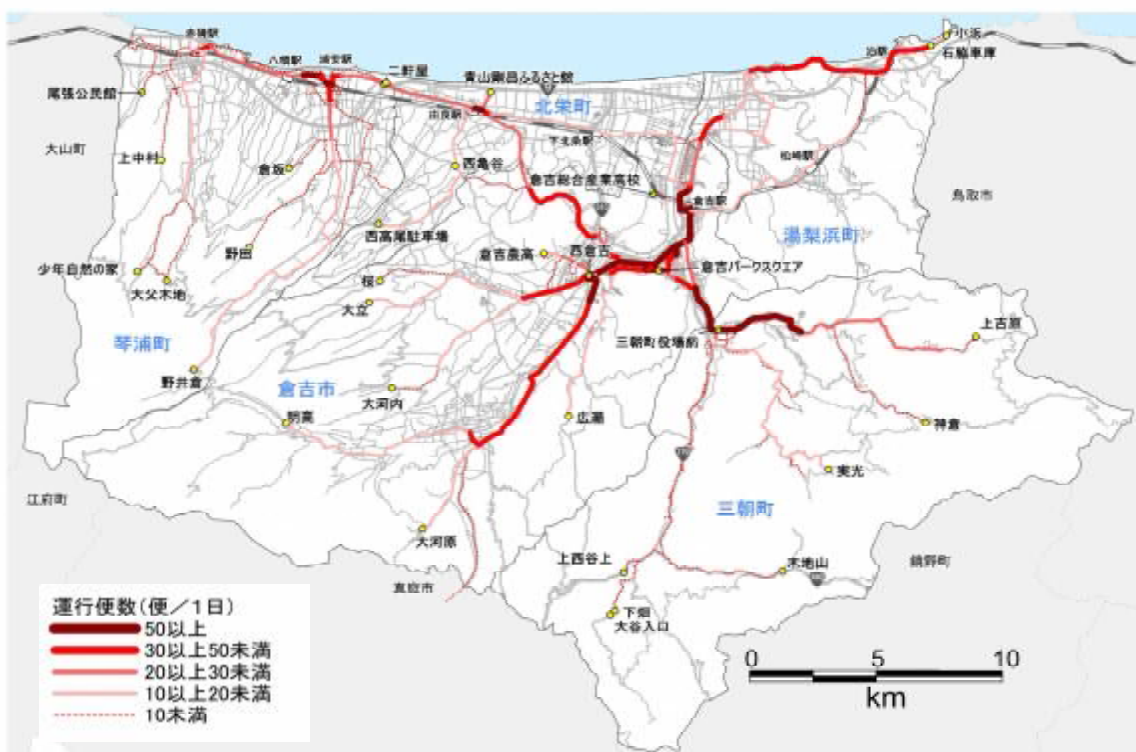 赤碕駅
八橋駅
浦安駅
二軒屋
青山剛昌ふるさと館
泊駅
小浜
石脇車庫
尾張公民館
北栄町
由良駅
下北条駅
大山町
上中村
倉坂
西亀谷
松崎駅
倉吉総合産業高校
倉吉駅
鳥取市
西高尾駐車場
湯梨浜町
野田
倉吉農高
西倉吉
倉吉パークスクエア
少年自然の家
大父木地
桜
大立
琴浦町
三朝町役場前
上吉原
野井倉
倉吉市
大河内
明高
広瀬
神倉
江府町
実光
三朝町
大河原
上西谷上
木地山
鏡野町
真庭市
下畑
大谷入口
運行便数(便/1日)
50以上
30以上50未満
20以上30未満
10以上20未満
10未満
0 5 10
km